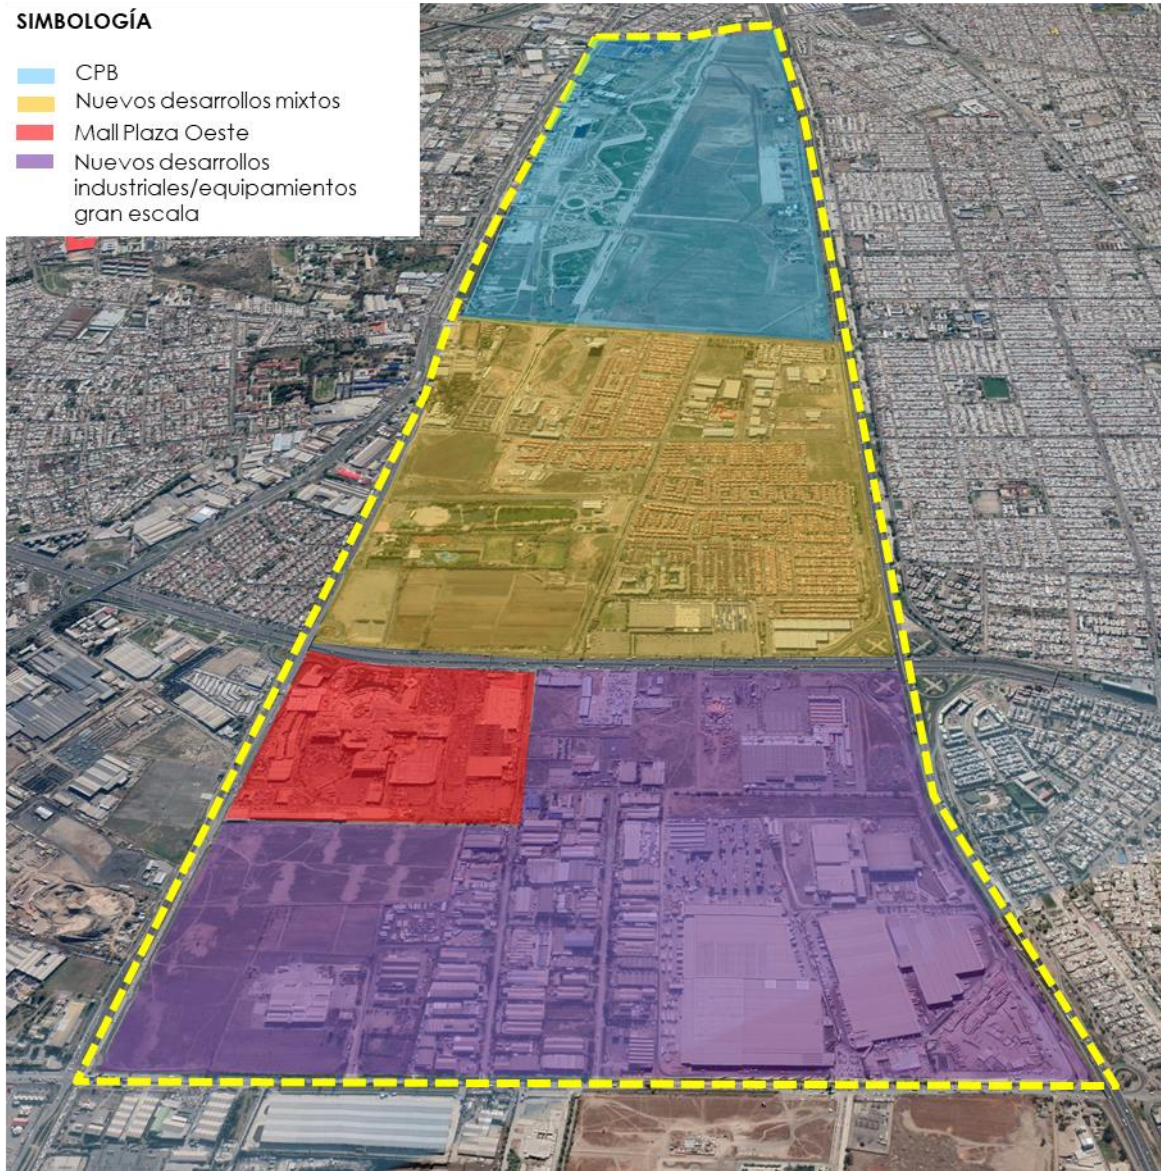 SIMBOLOGÍA
CPB
Nuevos desarrollos mixtos
Mall Plaza Oeste
Nuevos desarrollos
industriales/equipamientos
gran escala